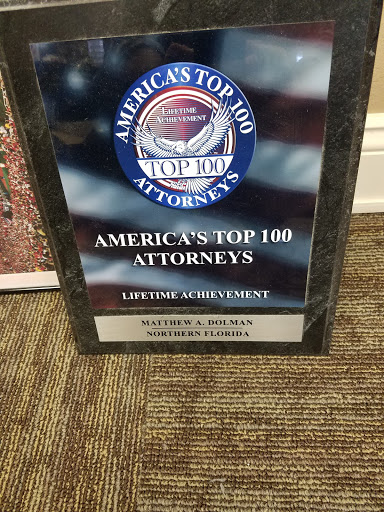 AMERICA'S TOP 100
LIFETIME
ACHIEVEMENT
TOP 100
ATTORNEYS
AMERICA'S TOP 100
ATTORNEYS
LIFETIME ACHIEVEMENT
MATTHEW A. DOLMAN
NORTHERN FLORIDA